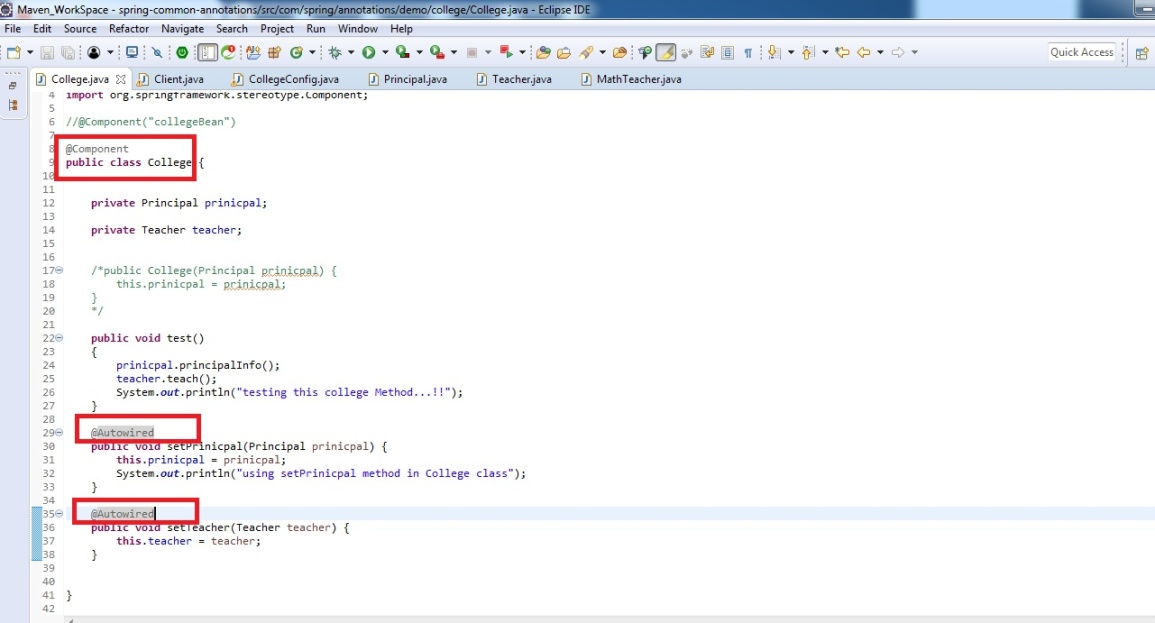 Maven_WorkSpace - spring-common-annotations/src/com/spring/annotations/demo/college/College.java - Eclipse IDE
File Edit Source Refactor Navigate Search Project Run Window Help
Quick Access
College.java Client.java CollegeConfig.java Principal.java Teacher.java MathTeacher.java
4 import org.springframework.stereotype.Component;
5
6 //@Component("collegeBean")
7
8 @Component
9 public class College {
10
11
12 private Principal prinicpal;
13
14 private Teacher teacher;
15
16
17 /*public College(Principal prinicpal) {
18 this.prinicpal = prinicpal;
19 }
20 */
21
22 public void test()
23 {
24 prinicpal.principalInfo();
25 teacher.teach();
26 System.out.println("testing this college Method...!!");
27 }
28
29 @Autowired
30 public void setPrinicpal(Principal prinicpal) {
31 this.prinicpal = prinicpal;
32 System.out.println("using setPrinicpal method in College class");
33 }
34
35 @Autowired
36 public void setTeacher(Teacher teacher) {
37 this.teacher = teacher;
38 }
39
40
41 }
42